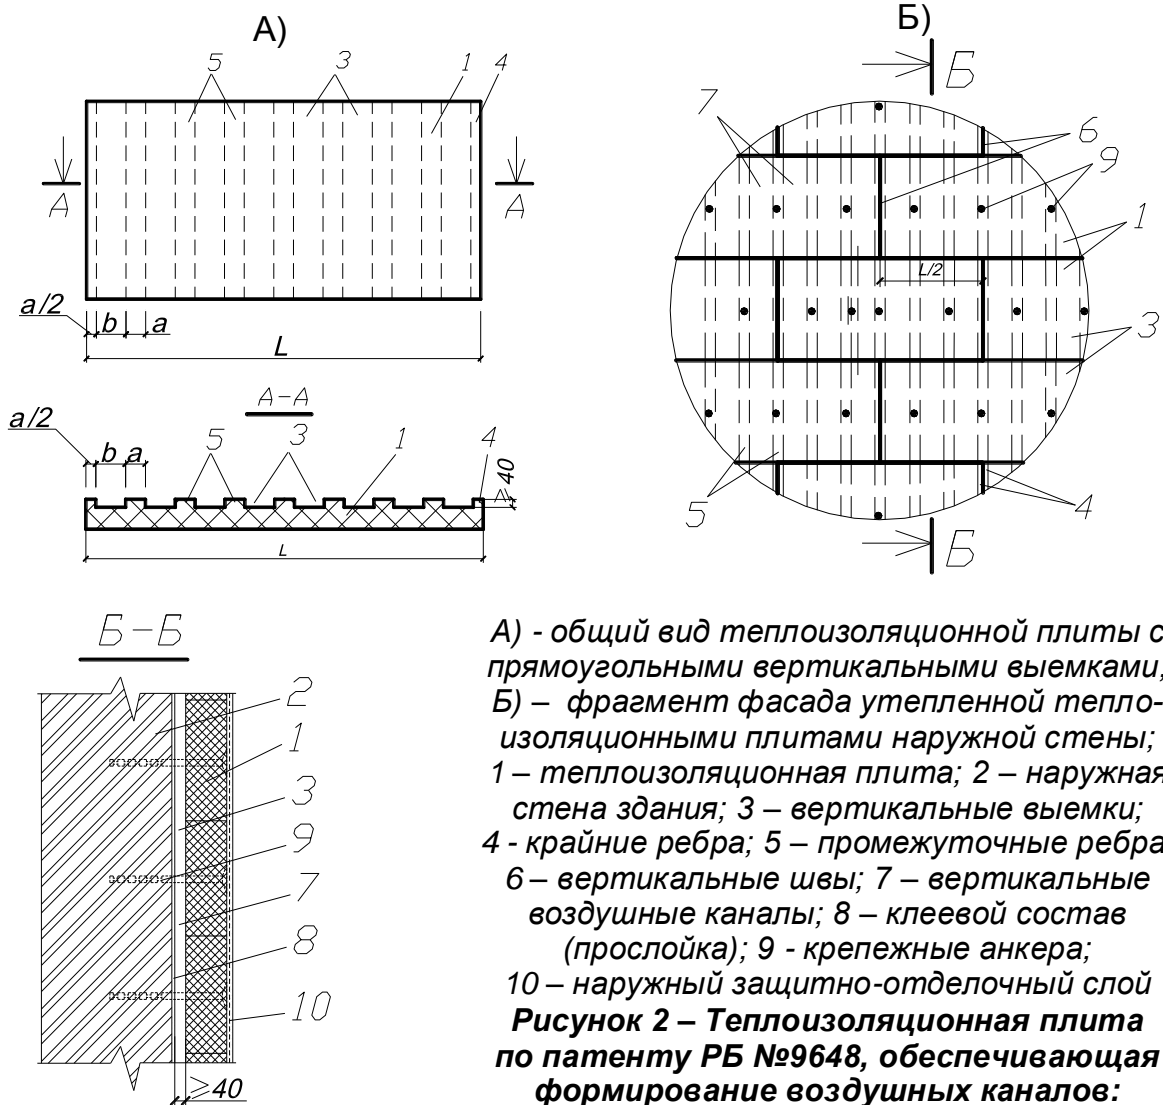 А)
5 3 1 4
А А
a/2 b a
L
А-А
a/2 b a 5 3 1 4 ≥40
L
Б)
Б
7 6
9
1
L/2
3
5 4
Б
Б-Б
2
1
3
9
7
8
10
≥40
А) - общий вид теплоизоляционной плиты с
прямоугольными вертикальными выемками;
Б) – фрагмент фасада утепленной тепло-
изоляционными плитами наружной стены;
1 – теплоизоляционная плита; 2 – наружная
стена здания; 3 – вертикальные выемки;
4 - крайние ребра; 5 – промежуточные ребра
6 – вертикальные швы; 7 – вертикальные
воздушные каналы; 8 – клеевой состав
(прослойка); 9 - крепежные анкера;
10 – наружный защитно-отделочный слой
Рисунок 2 – Теплоизоляционная плита
по патенту РБ №9648, обеспечивающая
формирование воздушных каналов: